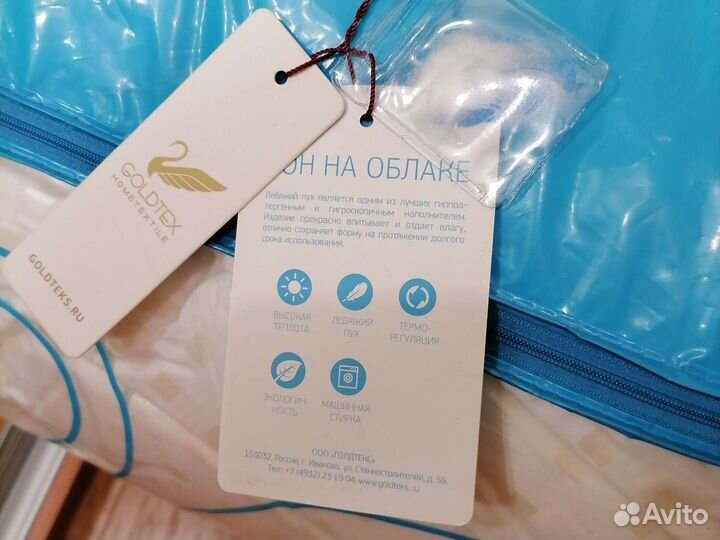 GOLDTEX
HOMETEXTILE
GOLDTEKS.RU
ОН НА ОБЛАКЕ
Лебяжий пух является одним из лучших гиппоа-
лергенным и гигроскопичным наполнителем.
Изделие прекрасно впитывает и отдает влагу,
отлично сохраняет форму на протяжении долгого
срока использования.
ВЫСОКАЯ
ТЕПЛОТА
ЛЕБЯЖИЙ
ПУХ
ТЕРМО-
РЕГУЛЯЦИЯ
ЭКОЛОГИЧ-
НОСТЬ
МАШИННАЯ
СТИРКА
ООО «ГОЛДТЕКС»
153032, Россия, г. Иваново, ул. Станкостроителей, д. 5Б
Тел.: +7 (4932) 23 19 04, www.goldteks.ru
Avito